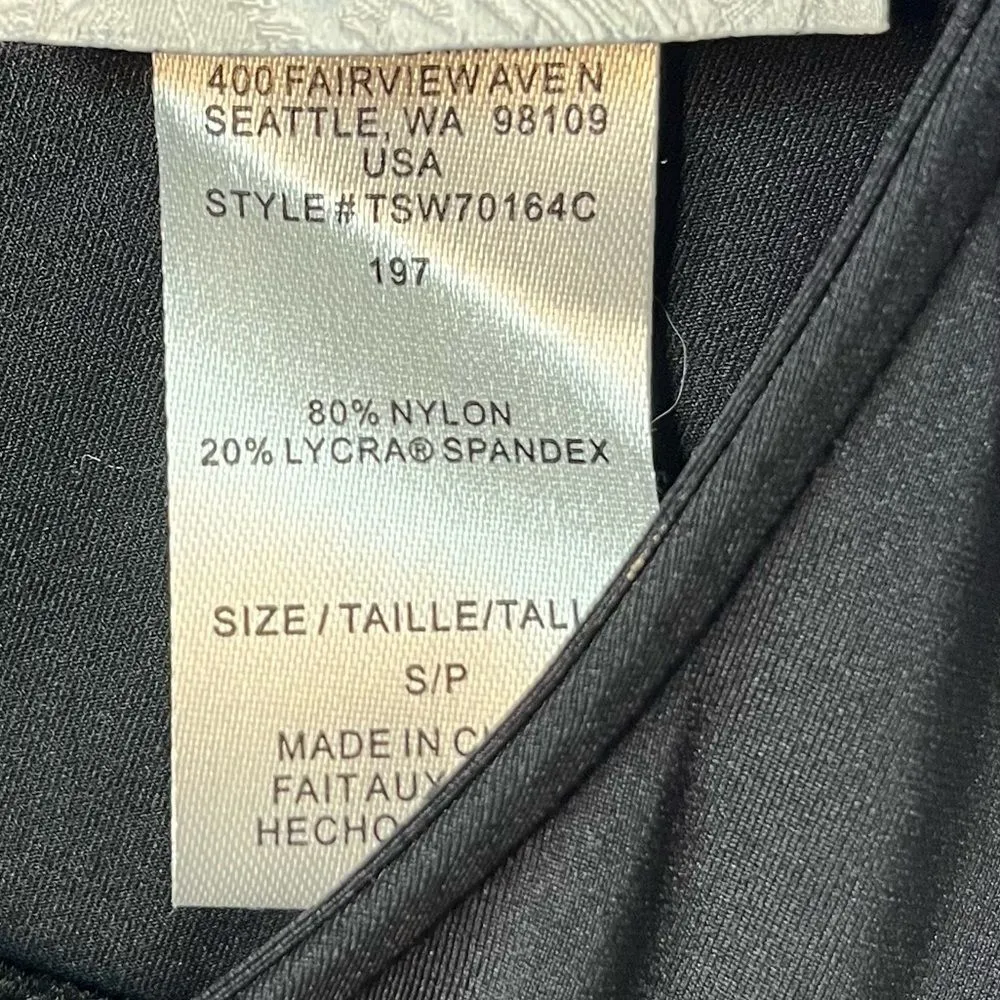 400 FAIRVIEW AVE N
SEATTLE, WA 98109
USA
STYLE # TSW70164C
197
80% NYLON
20% LYCRA® SPANDEX
SIZE / TAILLE/TALL
S/P
MADE IN C
FAIT AUX
HECHO